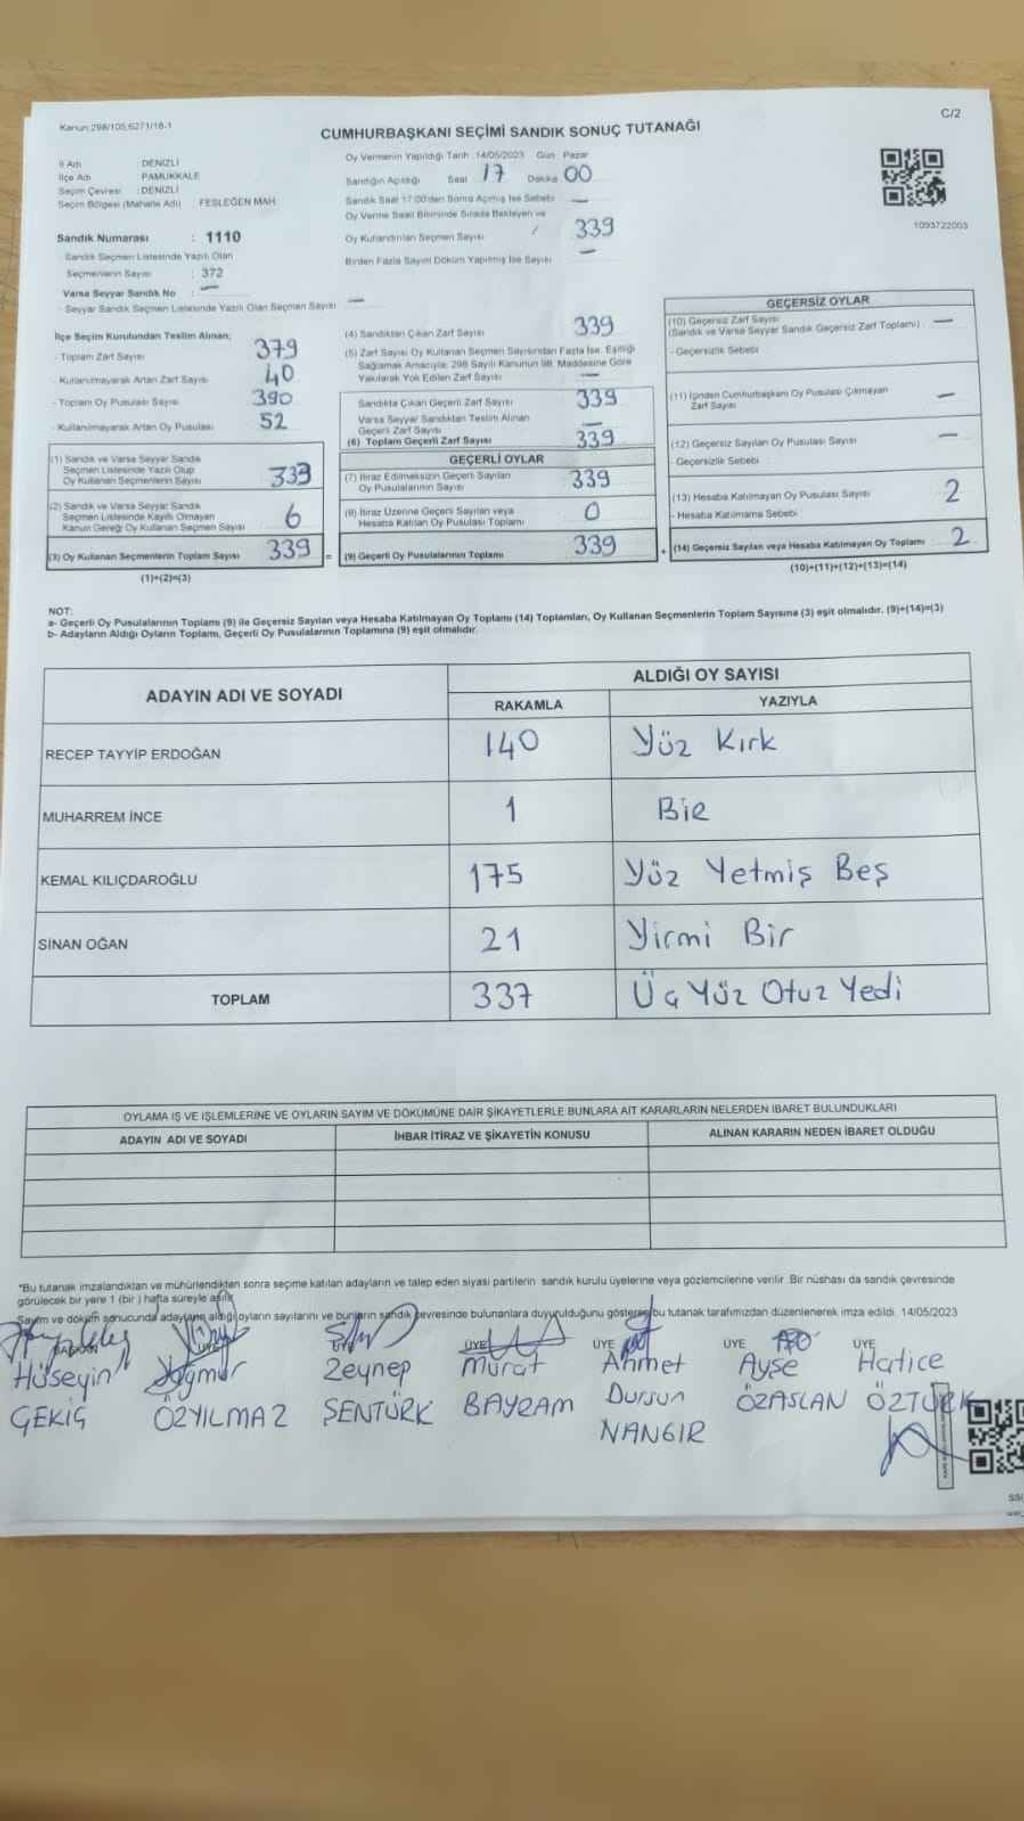 Kanun:298/105,6271/18-1
C/2
CUMHURBAŞKANI SEÇİMİ SANDIK SONUÇ TUTANAĞI
İl Adı DENİZLİ
İlçe Adı PAMUKKALE
Seçim Çevresi : DENİZLİ
Seçim Bölgesi (Mahalle Adı) FESLEĞEN MAH.
Oy Vermenin Yapıldığı Tarih : 14/05/2023 Gün : Pazar
Sandığın Açıldığı Saat 17 Dakika 00
Sandık Saat 17:00'den Sonra Açılmış İse Sebebi —
Oy Verme Saati Bitiminde Sırada Bekleyen ve
Oy Kullandırılan Seçmen Sayısı 339
Birden Fazla Sayım Döküm Yapılmış İse Sayısı —
1093722003
Sandık Numarası : 1110
Sandık Seçmen Listesinde Yazılı Olan
Seçmenlerin Sayısı : 372
Varsa Seyyar Sandık No : —
- Seyyar Sandık Seçmen Listesinde Yazılı Olan Seçmen Sayısı —
İlçe Seçim Kurulundan Teslim Alınan;
- Toplam Zarf Sayısı 379
- Kullanılmayarak Artan Zarf Sayısı 40
- Toplam Oy Pusulası Sayısı 390
- Kullanılmayarak Artan Oy Pusulası 52
(1) Sandık ve Varsa Seyyar Sandık
Seçmen Listesinde Yazılı Olup
Oy Kullanan Seçmenlerin Sayısı 333
(2) Sandık ve Varsa Seyyar Sandık
Seçmen Listesinde Kayıtlı Olmayan
Kanun Gereği Oy Kullanan Seçmen Sayısı 6
(3) Oy Kullanan Seçmenlerin Toplam Sayısı 339 =
(1)+(2)=(3)
(4) Sandıktan Çıkan Zarf Sayısı 339
(5) Zarf Sayısı Oy Kullanan Seçmen Sayısından Fazla İse, Eşitliği
Sağlamak Amacıyla; 298 Sayılı Kanunun 98. Maddesine Göre
Yakılarak Yok Edilen Zarf Sayısı —
Sandıkta Çıkan Geçerli Zarf Sayısı 339
Varsa Seyyar Sandıktan Teslim Alınan
Geçerli Zarf Sayısı —
(6) Toplam Geçerli Zarf Sayısı 339
GEÇERLİ OYLAR
(7) İtiraz Edilmeksizin Geçerli Sayılan
Oy Pusulalarının Sayısı 339
(8) İtiraz Üzerine Geçerli Sayılan veya
Hesaba Katılan Oy Pusulası Toplamı 0
(9) Geçerli Oy Pusulalarının Toplamı 339 +
GEÇERSİZ OYLAR
(10) Geçersiz Zarf Sayısı
(Sandık ve Varsa Seyyar Sandık Geçersiz Zarf Toplamı) —
- Geçersizlik Sebebi
(11) İçinden Cumhurbaşkanı Oy Pusulası Çıkmayan
Zarf Sayısı —
(12) Geçersiz Sayılan Oy Pusulası Sayısı —
- Geçersizlik Sebebi
(13) Hesaba Katılmayan Oy Pusulası Sayısı 2
- Hesaba Katılmama Sebebi
(14) Geçersiz Sayılan veya Hesaba Katılmayan Oy Toplamı 2
(10)+(11)+(12)+(13)=(14)
NOT:
a- Geçerli Oy Pusulalarının Toplamı (9) ile Geçersiz Sayılan veya Hesaba Katılmayan Oy Toplamı (14) Toplamları, Oy Kullanan Seçmenlerin Toplam Sayısına (3) eşit olmalıdır. (9)+(14)=(3)
b- Adayların Aldığı Oyların Toplamı, Geçerli Oy Pusulalarının Toplamına (9) eşit olmalıdır.
ADAYIN ADI VE SOYADI ALDIĞI OY SAYISI
RAKAMLA YAZIYLA
RECEP TAYYİP ERDOĞAN 140 Yüz Kırk
MUHARREM İNCE 1 Bir
KEMAL KILIÇDAROĞLU 175 Yüz Yetmiş Beş
SİNAN OĞAN 21 Yirmi Bir
TOPLAM 337 Üç Yüz Otuz Yedi
OYLAMA İŞ VE İŞLEMLERİNE VE OYLARIN SAYIM VE DÖKÜMÜNE DAİR ŞİKAYETLERLE BUNLARA AİT KARARLARIN NELERDEN İBARET BULUNDUKLARI
ADAYIN ADI VE SOYADI İHBAR İTİRAZ VE ŞİKAYETİN KONUSU ALINAN KARARIN NEDEN İBARET OLDUĞU
*Bu tutanak imzalandıktan ve mühürlendikten sonra seçime katılan adayların ve talep eden siyasi partilerin sandık kurulu üyelerine veya gözlemcilerine verilir. Bir nüshası da sandık çevresinde
görülecek bir yere 1 (bir ) hafta süreyle asılır.
Sayım ve döküm sonucunda adayların aldığı oyların sayılarını ve bunların sandık çevresinde bulunanlara duyurulduğunu gösteren bu tutanak tarafımızdan düzenlenerek imza edildi. 14/05/2023
BAŞKAN ÜYE ÜYE ÜYE ÜYE ÜYE ÜYE
Hüseyin Yağmur Zeynep Murat Ahmet Ayşe Hatice
GEKİÇ ÖZYILMAZ ŞENTÜRK BAYRAM Dursun ÖZASLAN ÖZTÜRK
NANGIR